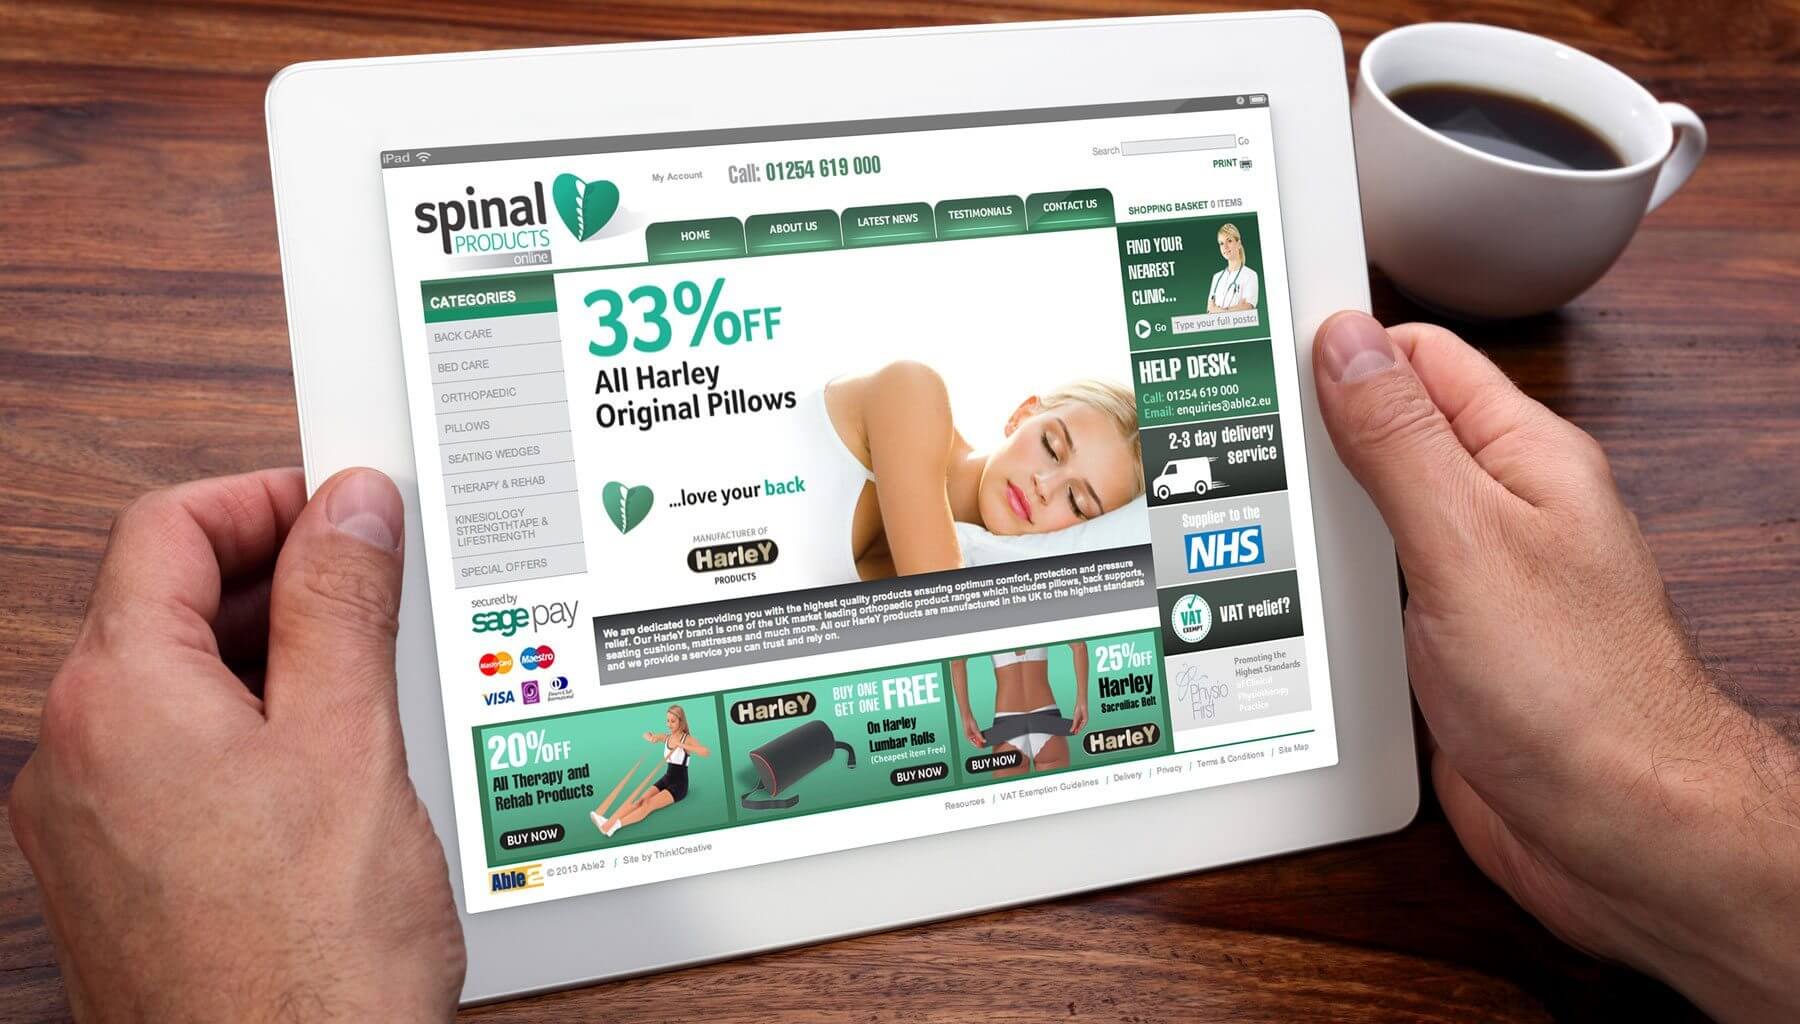 iPad
spinal
PRODUCTS
online
My Account
Call: 01254 619 000
Search
Go
PRINT
HOME
ABOUT US
LATEST NEWS
TESTIMONIALS
CONTACT US
SHOPPING BASKET 0 ITEMS
CATEGORIES
BACK CARE
BED CARE
ORTHOPAEDIC
PILLOWS
SEATING WEDGES
THERAPY & REHAB
KINESIOLOGY
STRENGTHTAPE &
LIFESTRENGTH
SPECIAL OFFERS
secured by
sage pay
MasterCard
Maestro
VISA
Diners Club
International
33%OFF
All Harley
Original Pillows
...love your back
MANUFACTURER OF
HarleY
PRODUCTS
We are dedicated to providing you with the highest quality products ensuring optimum comfort, protection and pressure
relief. Our HarleY brand is one of the UK market leading orthopaedic product ranges which includes pillows, back supports,
seating cushions, mattresses and much more. All our HarleY products are manufactured in the UK to the highest standards
and we provide a service you can trust and rely on.
FIND YOUR
NEAREST
CLINIC...
Go
Type your full postc
HELP DESK:
Call: 01254 619 000
Email: enquiries@able2.eu
2-3 day delivery
service
Supplier to the
NHS
VAT
EXEMPT
VAT relief?
Physio
First
Promoting the
Highest Standards
of Clinical
Physiotherapy
Practice
20%OFF
All Therapy and
Rehab Products
BUY NOW
HarleY
BUY ONE
GET ONE FREE
On Harley
Lumbar Rolls
(Cheapest item Free)
BUY NOW
25%OFF
Harley
Sacroiliac Belt
HarleY
BUY NOW
Resources / VAT Exemption Guidelines / Delivery / Privacy / Terms & Conditions / Site Map
Able2 © 2013 Able2 / Site by Think!Creative